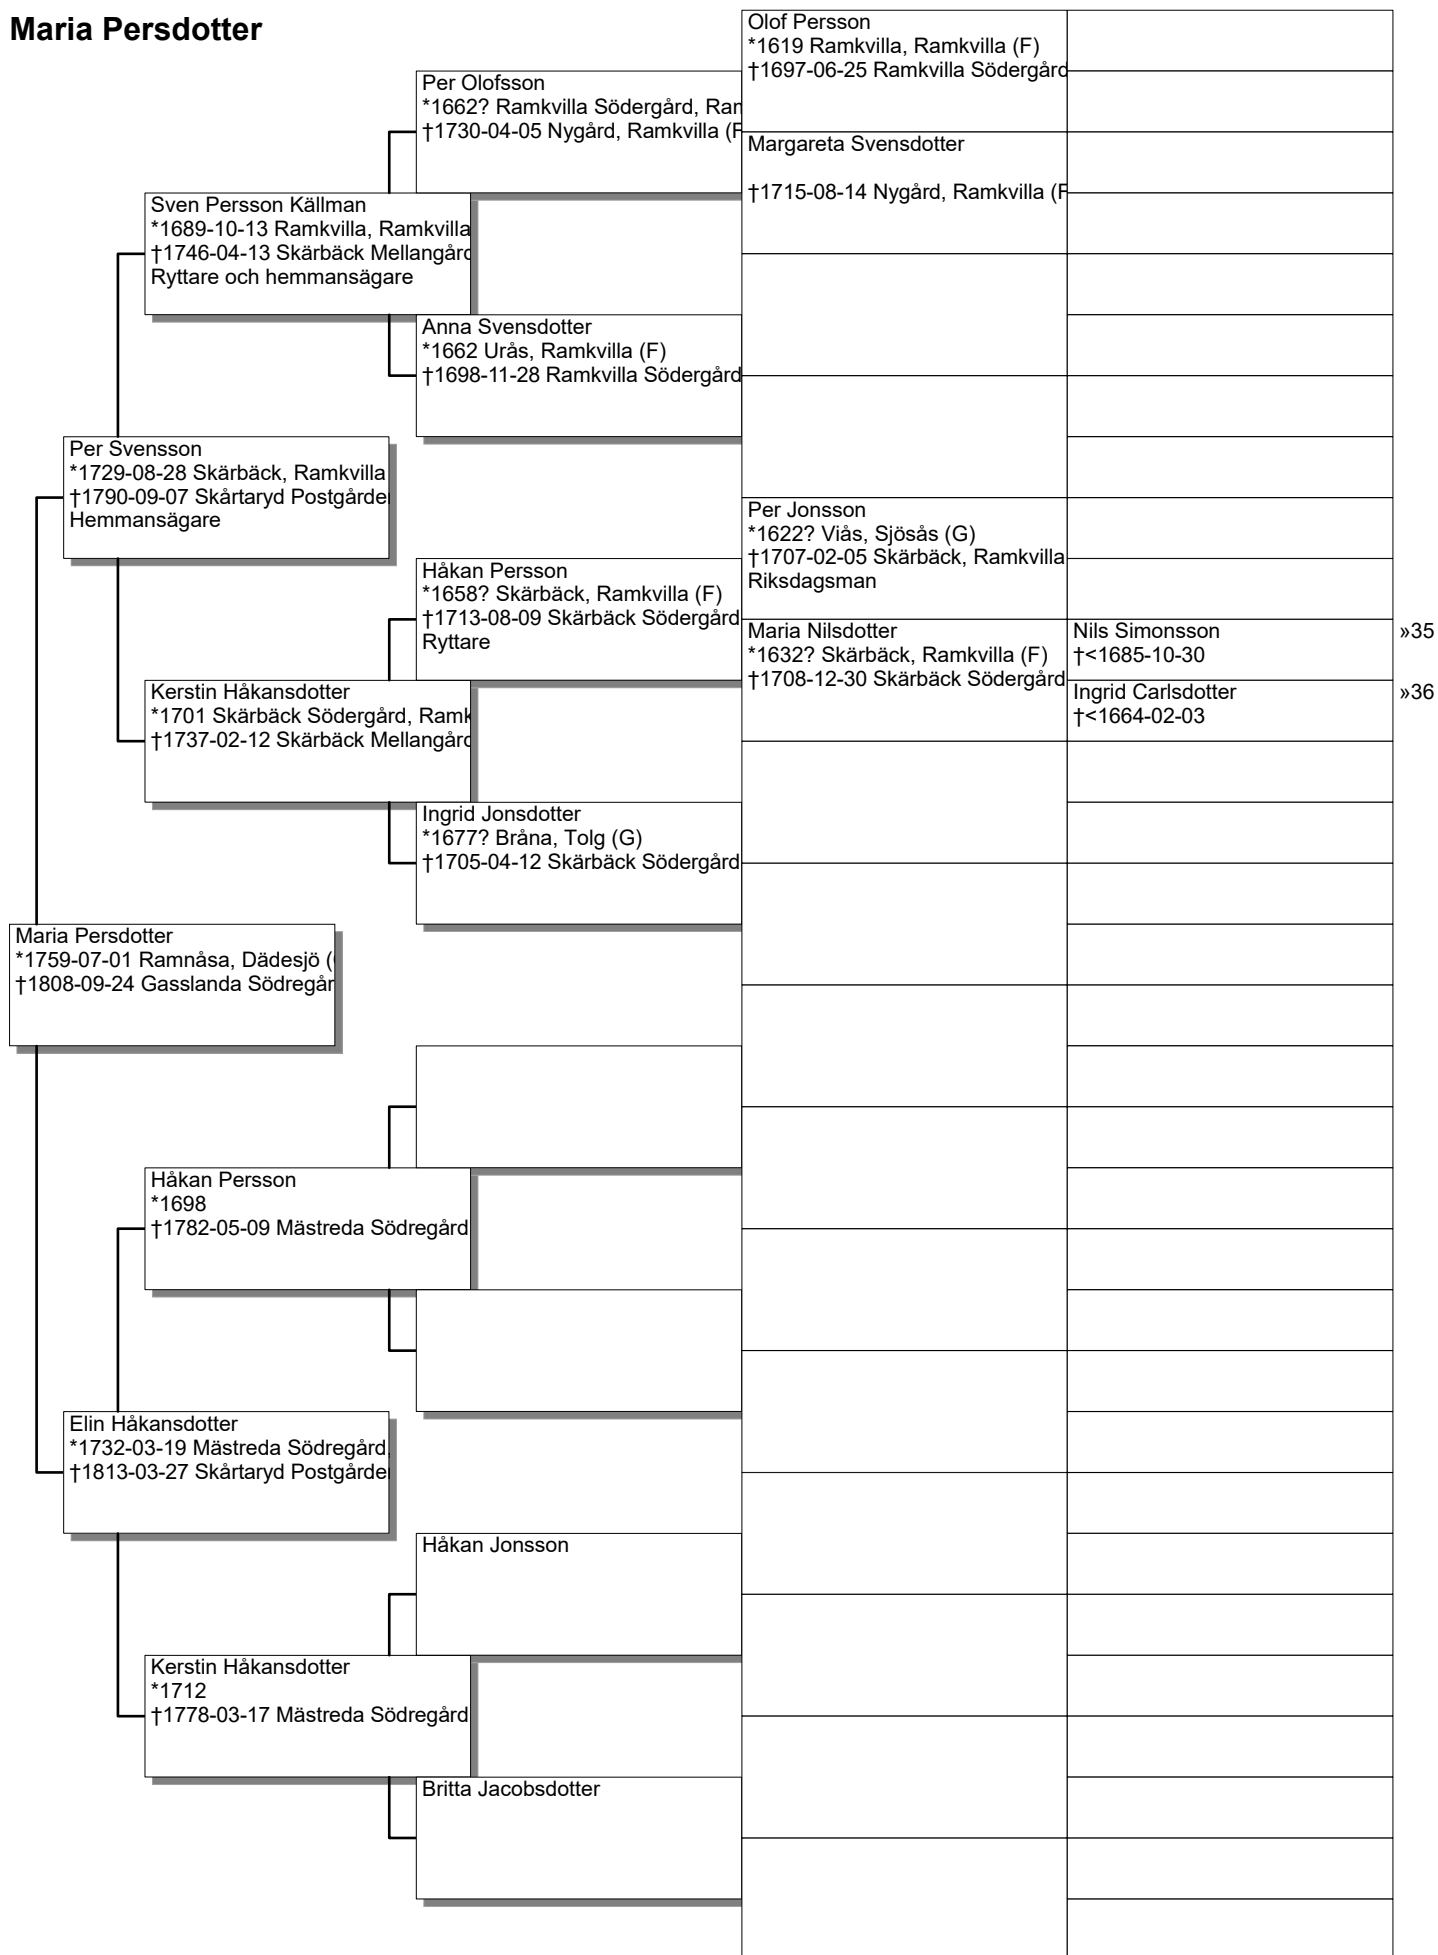 Maria Persdotter
Olof Persson
*1619 Ramkvilla, Ramkvilla (F)
†1697-06-25 Ramkvilla Södergård
Per Olofsson
*1662? Ramkvilla Södergård, Ram
†1730-04-05 Nygård, Ramkvilla (F
Margareta Svensdotter
†1715-08-14 Nygård, Ramkvilla (F
Sven Persson Källman
*1689-10-13 Ramkvilla, Ramkvilla
†1746-04-13 Skärbäck Mellangård
Ryttare och hemmansägare
Anna Svensdotter
*1662 Urås, Ramkvilla (F)
†1698-11-28 Ramkvilla Södergård
Per Svensson
*1729-08-28 Skärbäck, Ramkvilla
†1790-09-07 Skårtaryd Postgården
Hemmansägare
Per Jonsson
*1622? Viås, Sjösås (G)
†1707-02-05 Skärbäck, Ramkvilla
Riksdagsman
Håkan Persson
*1658? Skärbäck, Ramkvilla (F)
†1713-08-09 Skärbäck Södergård
Ryttare
Maria Nilsdotter
*1632? Skärbäck, Ramkvilla (F)
†1708-12-30 Skärbäck Södergård
Nils Simonsson
†<1685-10-30
»35
Ingrid Carlsdotter
†<1664-02-03
»36
Kerstin Håkansdotter
*1701 Skärbäck Södergård, Ramk
†1737-02-12 Skärbäck Mellangård
Ingrid Jonsdotter
*1677? Bråna, Tolg (G)
†1705-04-12 Skärbäck Södergård
Maria Persdotter
*1759-07-01 Ramnåsa, Dädesjö (
†1808-09-24 Gasslanda Södregår
Håkan Persson
*1698
†1782-05-09 Mästreda Södregård
Elin Håkansdotter
*1732-03-19 Mästreda Södregård,
†1813-03-27 Skårtaryd Postgården
Håkan Jonsson
Kerstin Håkansdotter
*1712
†1778-03-17 Mästreda Södregård
Britta Jacobsdotter